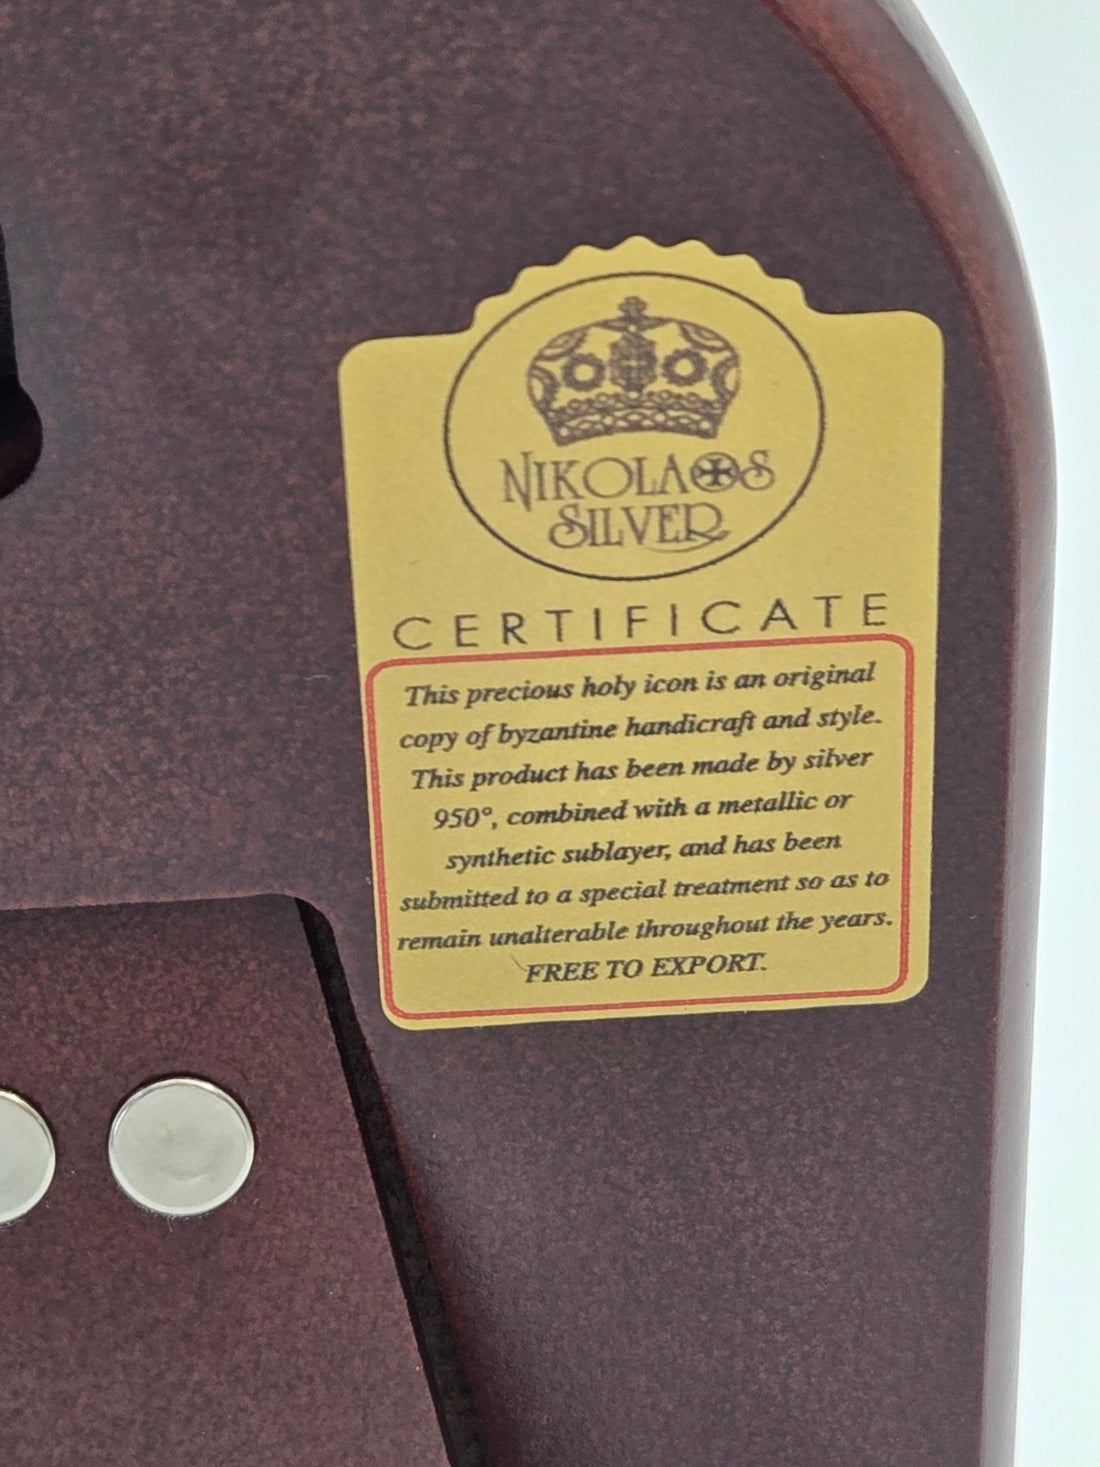 NIKOLAOS
SILVER
CERTIFICATE
This precious holy icon is an original
copy of byzantine handicraft and style.
This product has been made by silver
950°, combined with a metallic or
synthetic sublayer, and has been
submitted to a special treatment so as to
remain unalterable throughout the years.
FREE TO EXPORT.